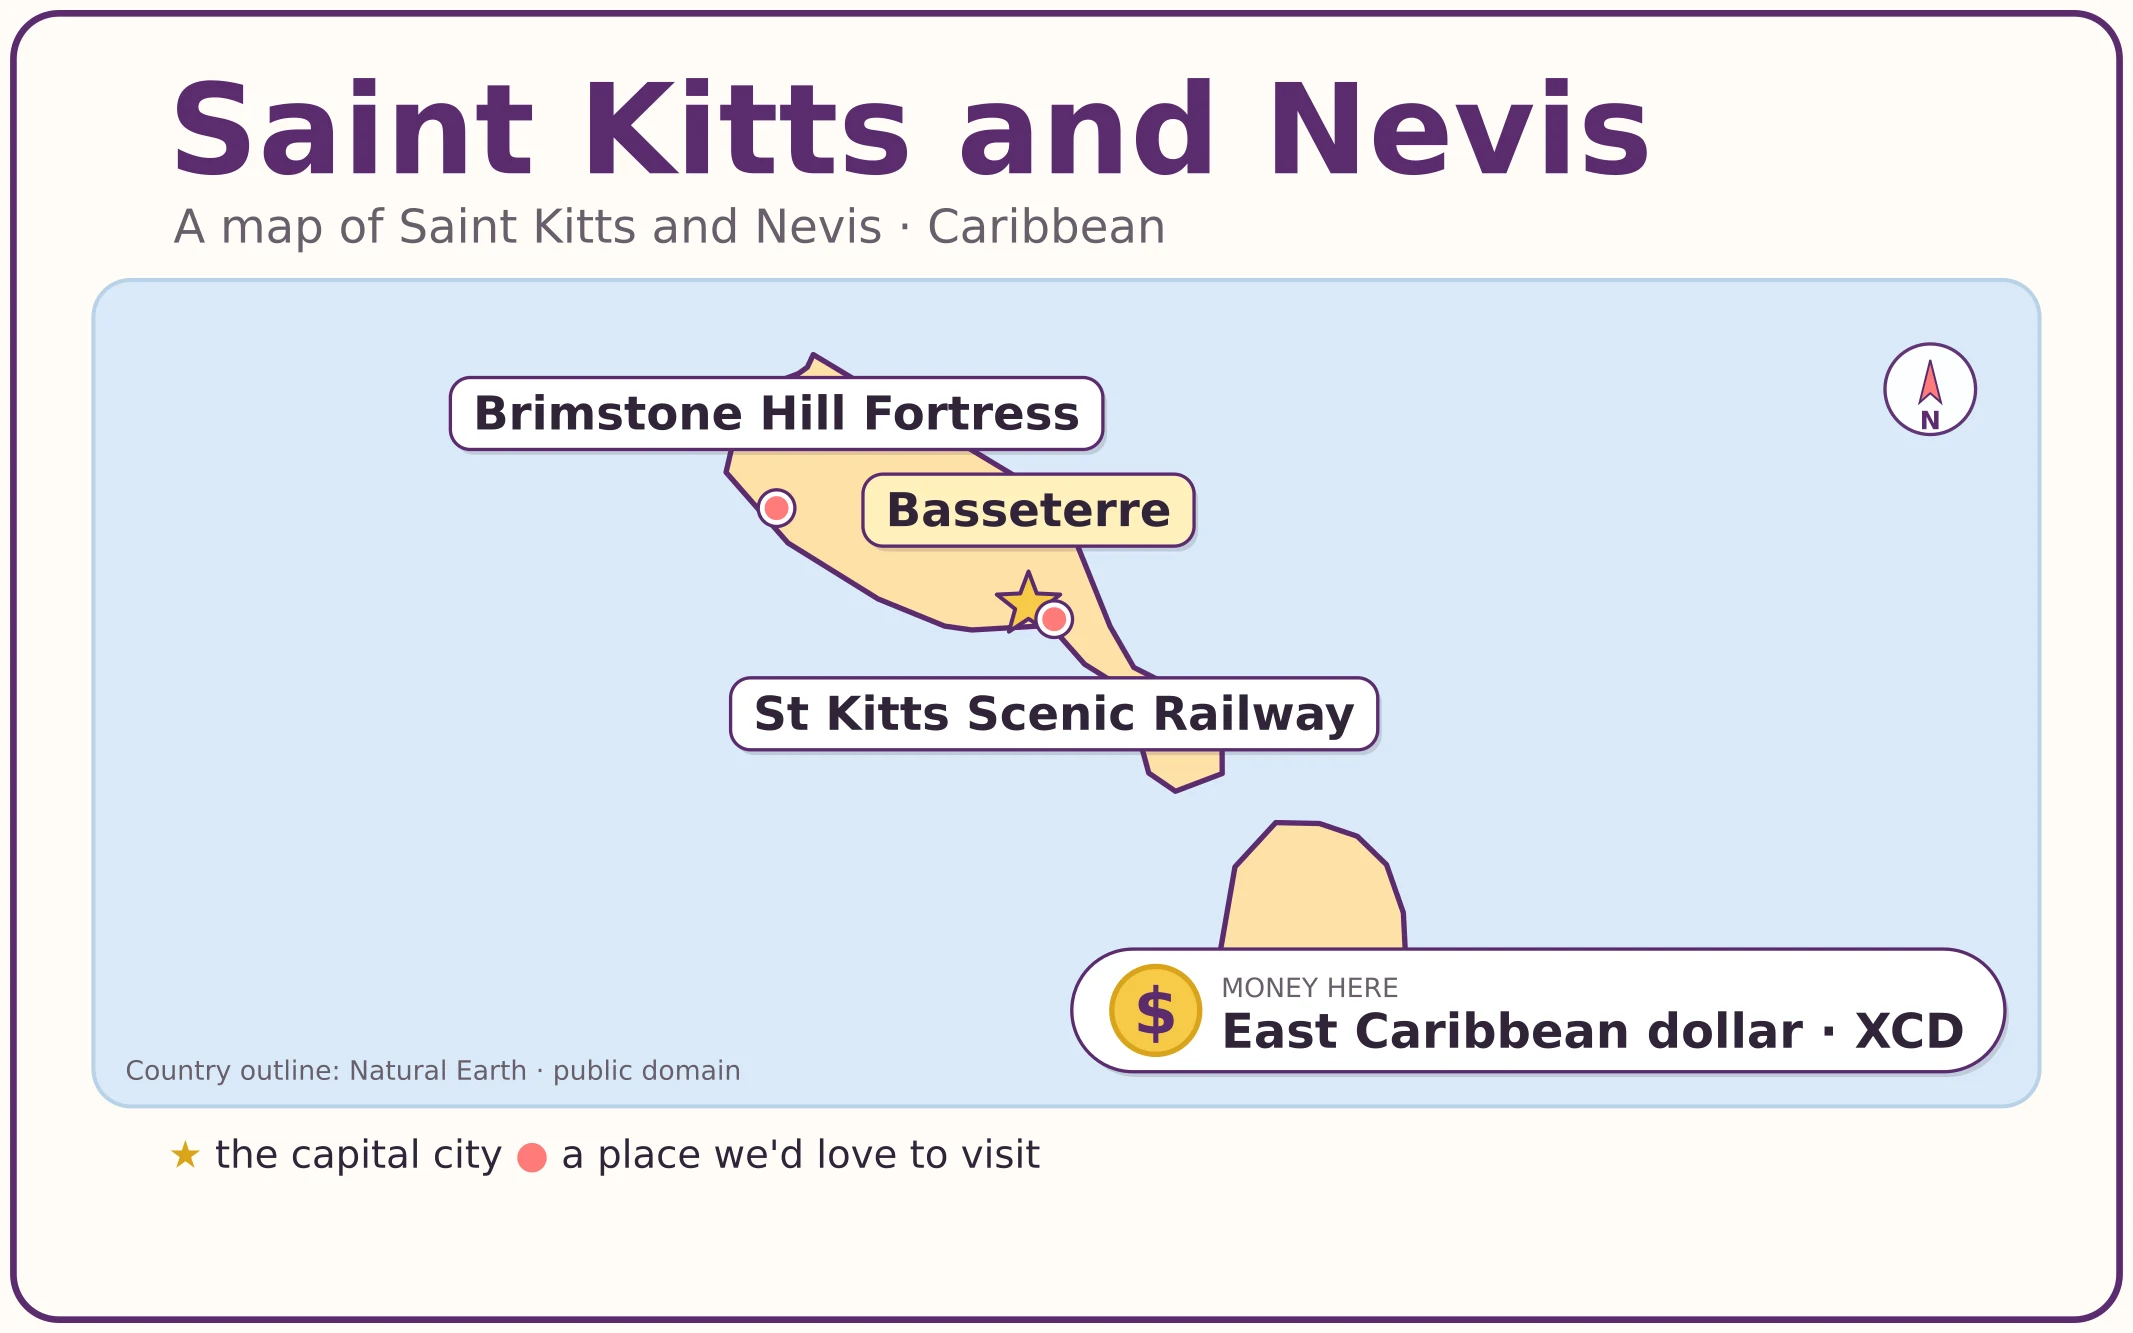 Saint Kitts and Nevis
A map of Saint Kitts and Nevis · Caribbean
N
Brimstone Hill Fortress
Basseterre
St Kitts Scenic Railway
$
MONEY HERE
East Caribbean dollar · XCD
Country outline: Natural Earth · public domain
★ the capital city ● a place we'd love to visit